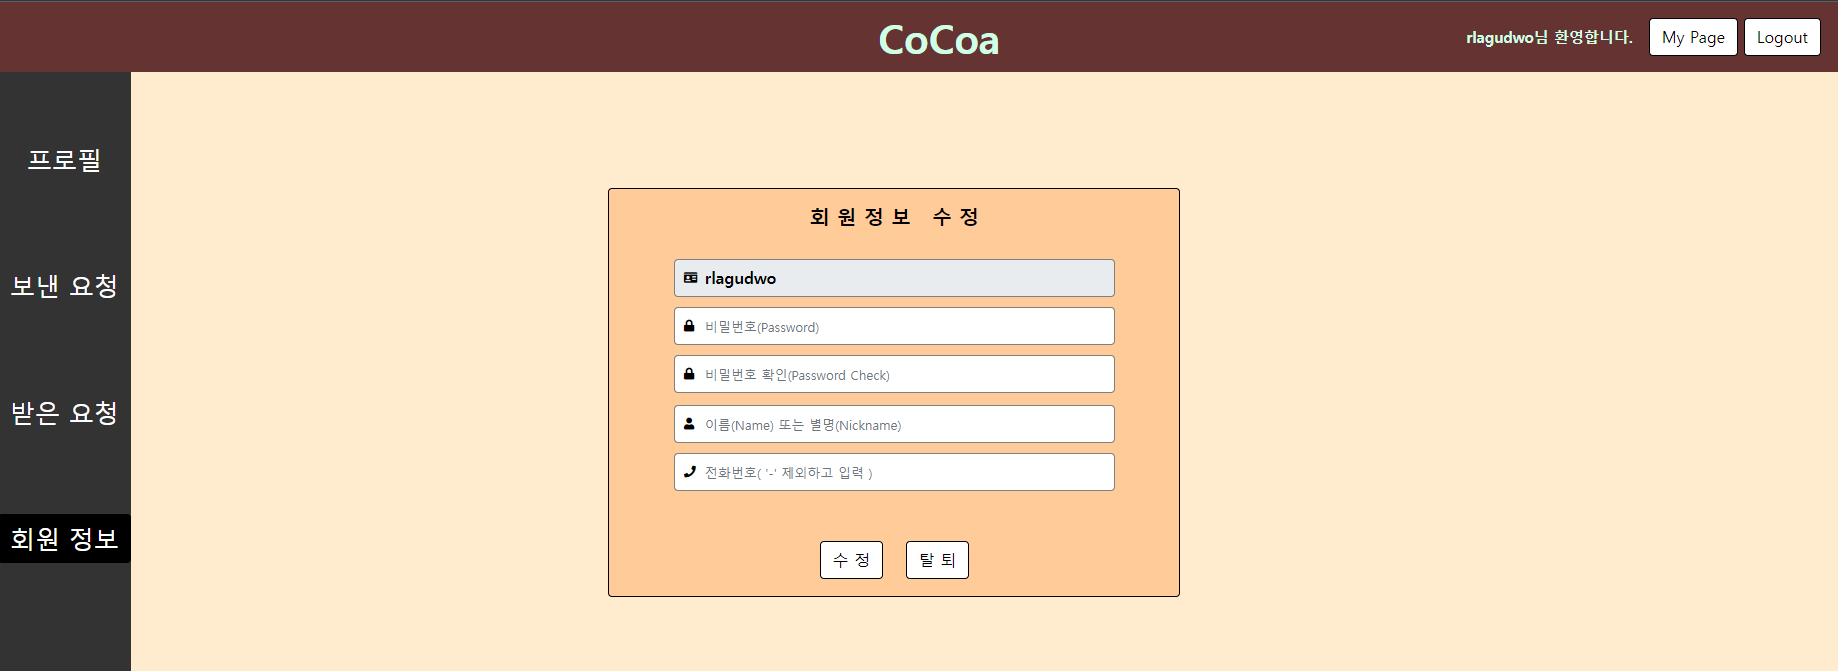 CoCoa
rlagudwo님 환영합니다.
My Page
Logout
프로필
보낸 요청
받은 요청
회원 정보
회원정보 수정
rlagudwo
비밀번호(Password)
비밀번호 확인(Password Check)
이름(Name) 또는 별명(Nickname)
전화번호( '-' 제외하고 입력 )
수 정
탈 퇴